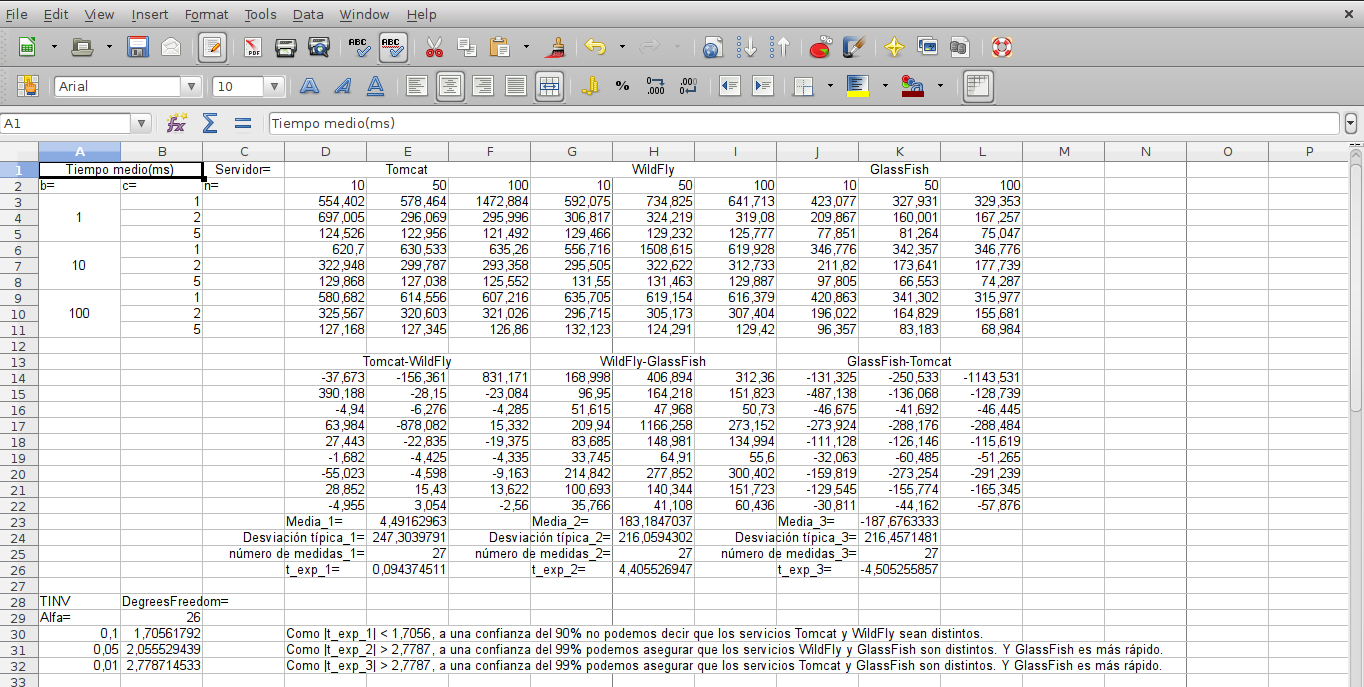 File Edit View Insert Format Tools Data Window Help
PDF ABC ABC
Arial 10 A A A % 0.000 .000
A1 Tiempo medio(ms)
A B C D E F G H I J K L M N O P
1 Tiempo medio(ms) Servidor= Tomcat WildFly GlassFish
2 b= c= n= 10 50 100 10 50 100 10 50 100
3 1 554,402 578,464 1472,884 592,075 734,825 641,713 423,077 327,931 329,353
4 1 2 697,005 296,069 295,996 306,817 324,219 319,08 209,867 160,001 167,257
5 5 124,526 122,956 121,492 129,466 129,232 125,777 77,851 81,264 75,047
6 1 620,7 630,533 635,26 556,716 1508,615 619,928 346,776 342,357 346,776
7 10 2 322,948 299,787 293,358 295,505 322,622 312,733 211,82 173,641 177,739
8 5 129,868 127,038 125,552 131,55 131,463 129,887 97,805 66,553 74,287
9 1 580,682 614,556 607,216 635,705 619,154 616,379 420,863 341,302 315,977
10 100 2 325,567 320,603 321,026 296,715 305,173 307,404 196,022 164,829 155,681
11 5 127,168 127,345 126,86 132,123 124,291 129,42 96,357 83,183 68,984
12
13 Tomcat-WildFly WildFly-GlassFish GlassFish-Tomcat
14 -37,673 -156,361 831,171 168,998 406,894 312,36 -131,325 -250,533 -1143,531
15 390,188 -28,15 -23,084 96,95 164,218 151,823 -487,138 -136,068 -128,739
16 -4,94 -6,276 -4,285 51,615 47,968 50,73 -46,675 -41,692 -46,445
17 63,984 -878,082 15,332 209,94 1166,258 273,152 -273,924 -288,176 -288,484
18 27,443 -22,835 -19,375 83,685 148,981 134,994 -111,128 -126,146 -115,619
19 -1,682 -4,425 -4,335 33,745 64,91 55,6 -32,063 -60,485 -51,265
20 -55,023 -4,598 -9,163 214,842 277,852 300,402 -159,819 -273,254 -291,239
21 28,852 15,43 13,622 100,693 140,344 151,723 -129,545 -155,774 -165,345
22 -4,955 3,054 -2,56 35,766 41,108 60,436 -30,811 -44,162 -57,876
23 Media_1= 4,49162963 Media_2= 183,1847037 Media_3= -187,6763333
24 Desviación típica_1= 247,3039791 Desviación típica_2= 216,0594302 Desviación típica_3= 216,4571481
25 número de medidas_1= 27 número de medidas_2= 27 número de medidas_3= 27
26 t_exp_1= 0,094374511 t_exp_2= 4,405526947 t_exp_3= -4,505255857
27
28 TINV DegreesFreedom=
29 Alfa= 26
30 0,1 1,70561792 Como |t_exp_1| < 1,7056, a una confianza del 90% no podemos decir que los servicios Tomcat y WildFly sean distintos.
31 0,05 2,055529439 Como |t_exp_2| > 2,7787, a una confianza del 99% podemos asegurar que los servicios WildFly y GlassFish son distintos. Y GlassFish es más rápido.
32 0,01 2,778714533 Como |t_exp_3| > 2,7787, a una confianza del 99% podemos asegurar que los servicios Tomcat y GlassFish son distintos. Y GlassFish es más rápido.
33